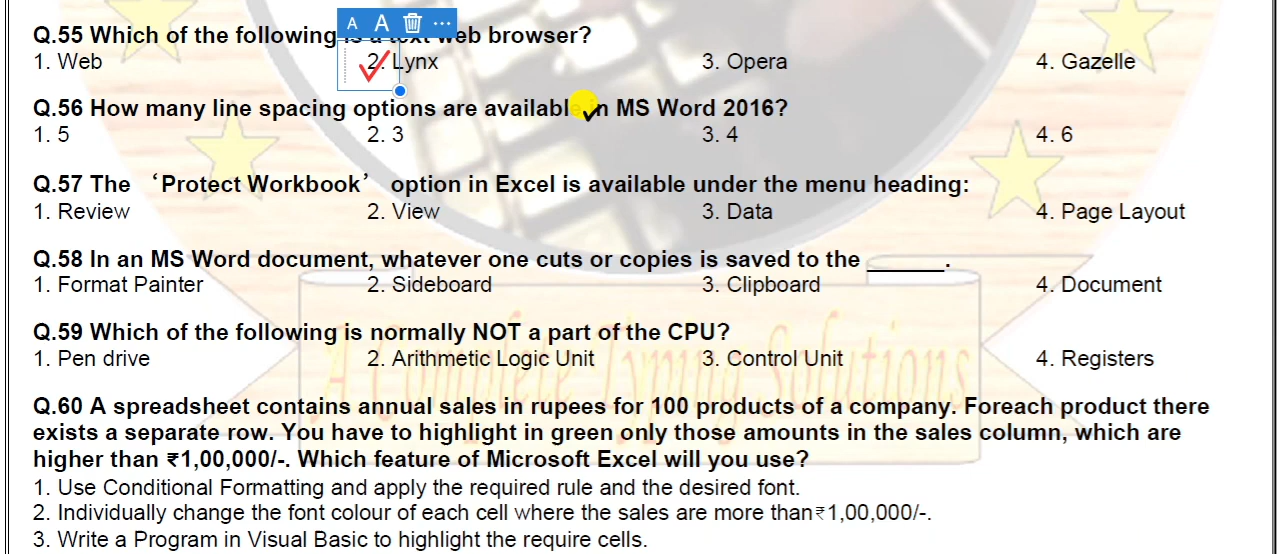 A A ...
Q.55 Which of the following is a text web browser?
1. Web 2. Lynx 3. Opera 4. Gazelle
Q.56 How many line spacing options are available in MS Word 2016?
1. 5 2. 3 3. 4 4. 6
Q.57 The ‘Protect Workbook’ option in Excel is available under the menu heading:
1. Review 2. View 3. Data 4. Page Layout
Q.58 In an MS Word document, whatever one cuts or copies is saved to the ______.
1. Format Painter 2. Sideboard 3. Clipboard 4. Document
Q.59 Which of the following is normally NOT a part of the CPU?
1. Pen drive 2. Arithmetic Logic Unit 3. Control Unit 4. Registers
A Complete Typing Solutions
Q.60 A spreadsheet contains annual sales in rupees for 100 products of a company. Foreach product there
exists a separate row. You have to highlight in green only those amounts in the sales column, which are
higher than ₹1,00,000/-. Which feature of Microsoft Excel will you use?
1. Use Conditional Formatting and apply the required rule and the desired font.
2. Individually change the font colour of each cell where the sales are more than₹1,00,000/-.
3. Write a Program in Visual Basic to highlight the require cells.